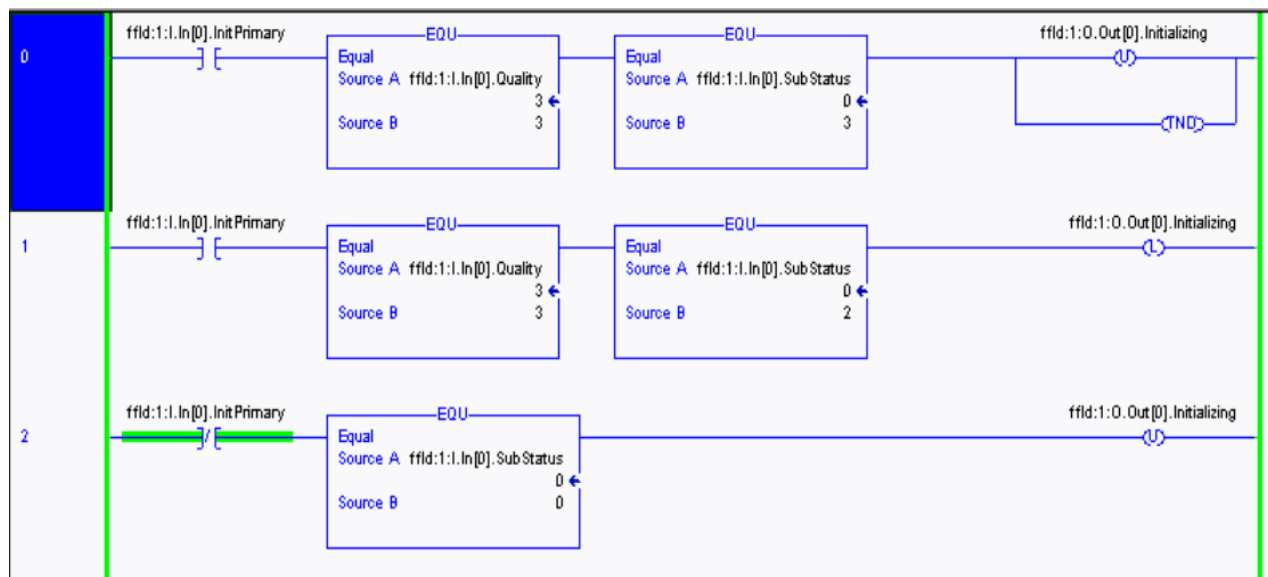 0
ffld:1:I.In[0].InitPrimary
EQU
Equal
Source A ffld:1:I.In[0].Quality
3
Source B 3
EQU
Equal
Source A ffld:1:I.In[0].SubStatus
0
Source B 3
ffld:1:O.Out[0].Initializing
U
TND
1
ffld:1:I.In[0].InitPrimary
EQU
Equal
Source A ffld:1:I.In[0].Quality
3
Source B 3
EQU
Equal
Source A ffld:1:I.In[0].SubStatus
0
Source B 2
ffld:1:O.Out[0].Initializing
L
2
ffld:1:I.In[0].InitPrimary
EQU
Equal
Source A ffld:1:I.In[0].SubStatus
0
Source B 0
ffld:1:O.Out[0].Initializing
U